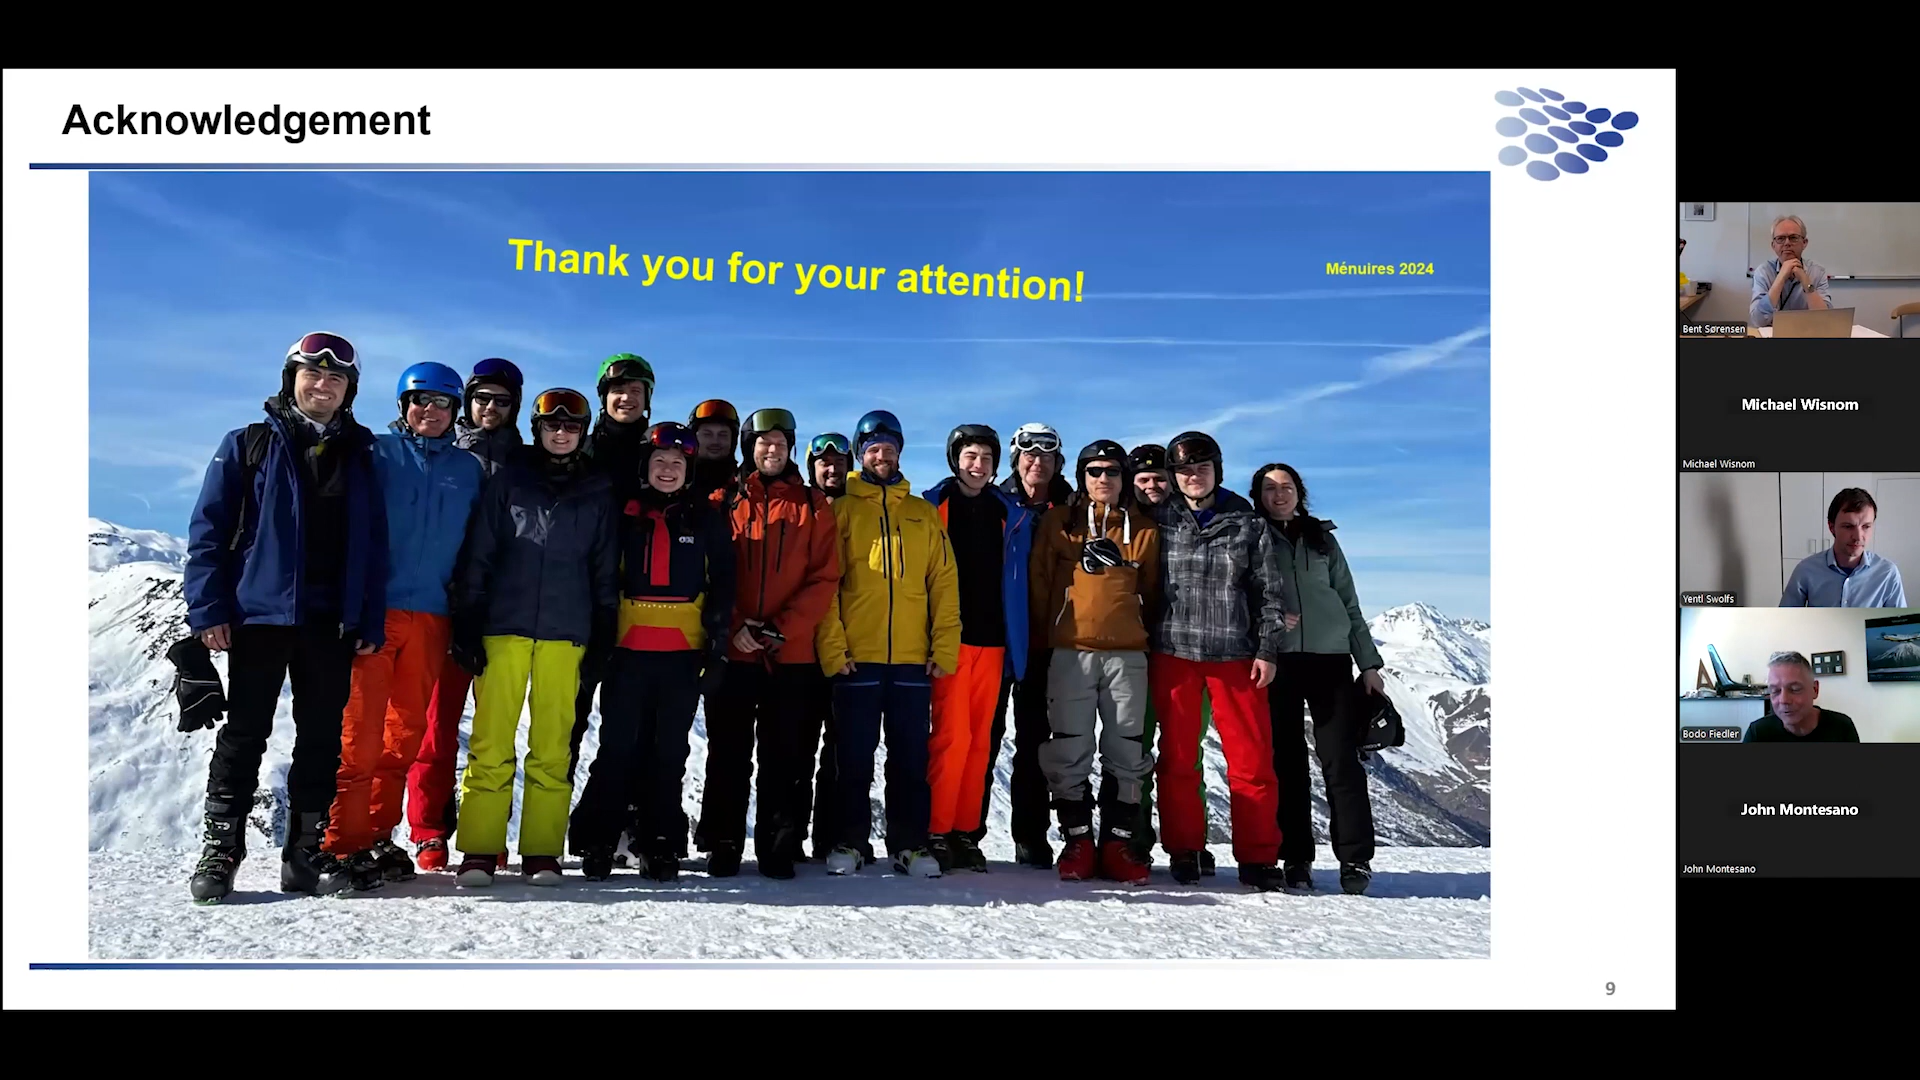 Acknowledgement
Thank you for your attention!
Ménuires 2024
9
Bent Sørensen
Michael Wisnom
Michael Wisnom
Yentl Swolfs
Bodo Fiedler
John Montesano
John Montesano